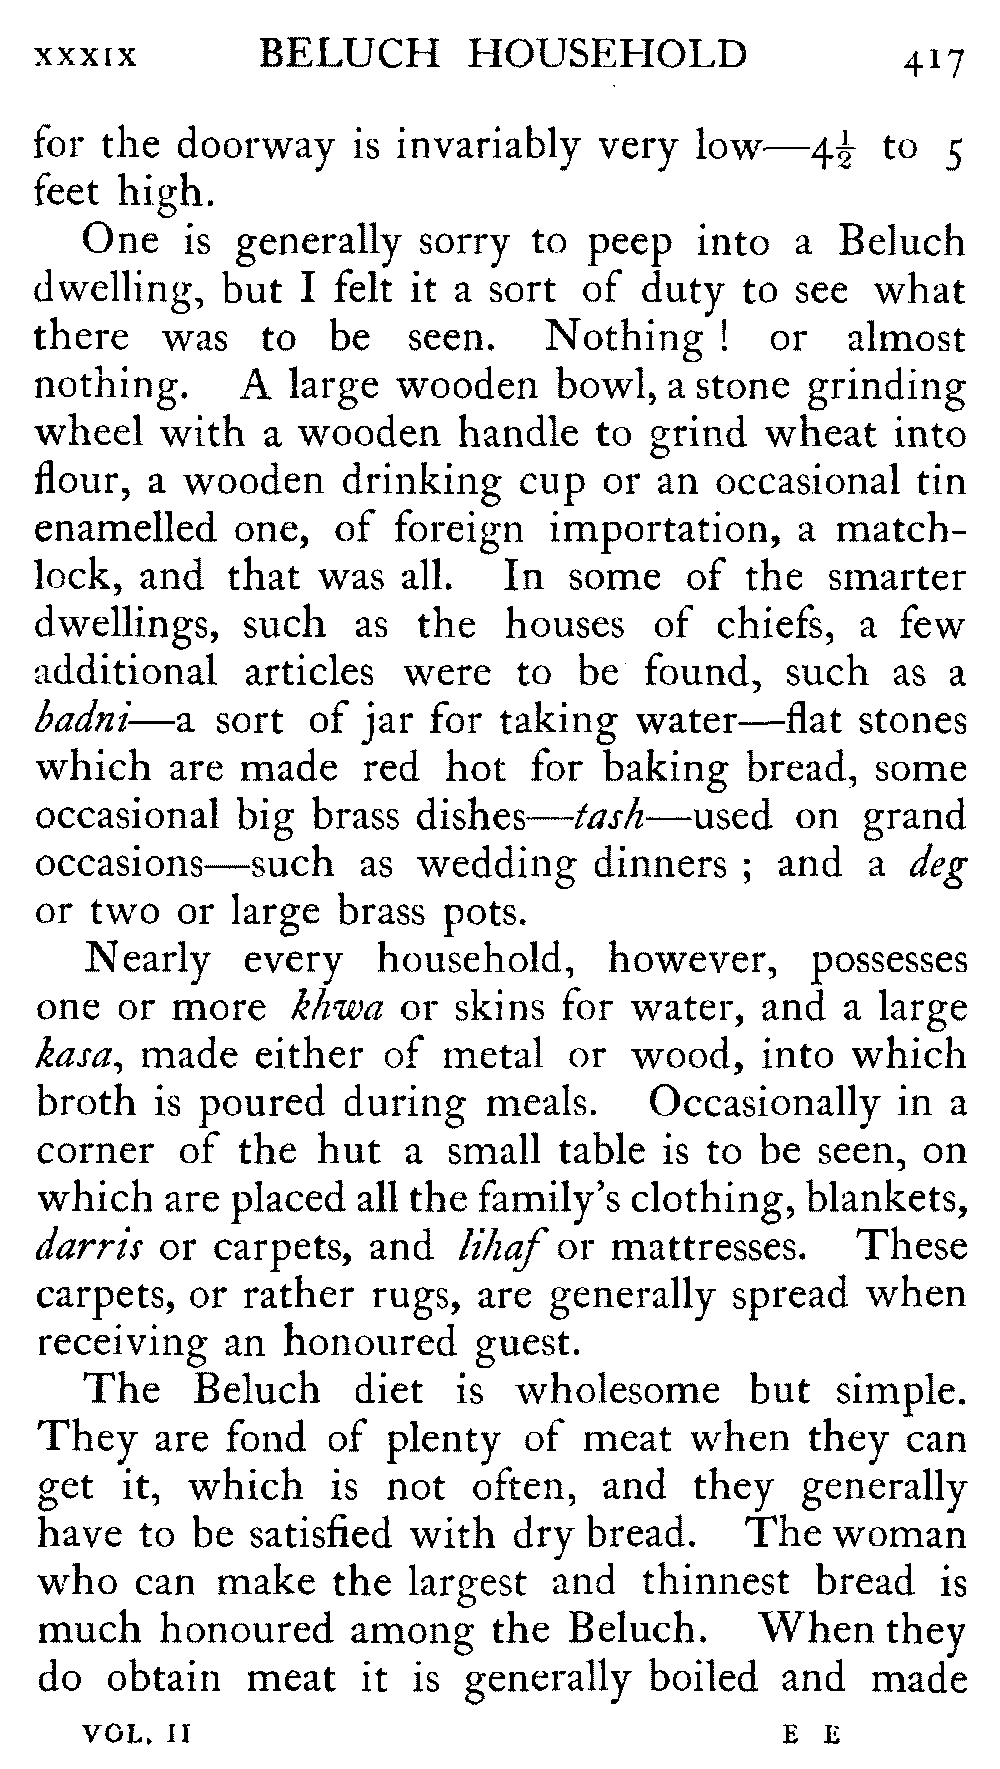 XXXIX BELUCH HOUSEHOLD 417
for the doorway is invariably very low—4½ to 5
feet high.
One is generally sorry to peep into a Beluch
dwelling, but I felt it a sort of duty to see what
there was to be seen. Nothing! or almost
nothing. A large wooden bowl, a stone grinding
wheel with a wooden handle to grind wheat into
flour, a wooden drinking cup or an occasional tin
enamelled one, of foreign importation, a match-
lock, and that was all. In some of the smarter
dwellings, such as the houses of chiefs, a few
additional articles were to be found, such as a
badni—a sort of jar for taking water—flat stones
which are made red hot for baking bread, some
occasional big brass dishes—tash—used on grand
occasions—such as wedding dinners; and a deg
or two or large brass pots.
Nearly every household, however, possesses
one or more khwa or skins for water, and a large
kasa, made either of metal or wood, into which
broth is poured during meals. Occasionally in a
corner of the hut a small table is to be seen, on
which are placed all the family's clothing, blankets,
darris or carpets, and lihaf or mattresses. These
carpets, or rather rugs, are generally spread when
receiving an honoured guest.
The Beluch diet is wholesome but simple.
They are fond of plenty of meat when they can
get it, which is not often, and they generally
have to be satisfied with dry bread. The woman
who can make the largest and thinnest bread is
much honoured among the Beluch. When they
do obtain meat it is generally boiled and made
VOL. II E E